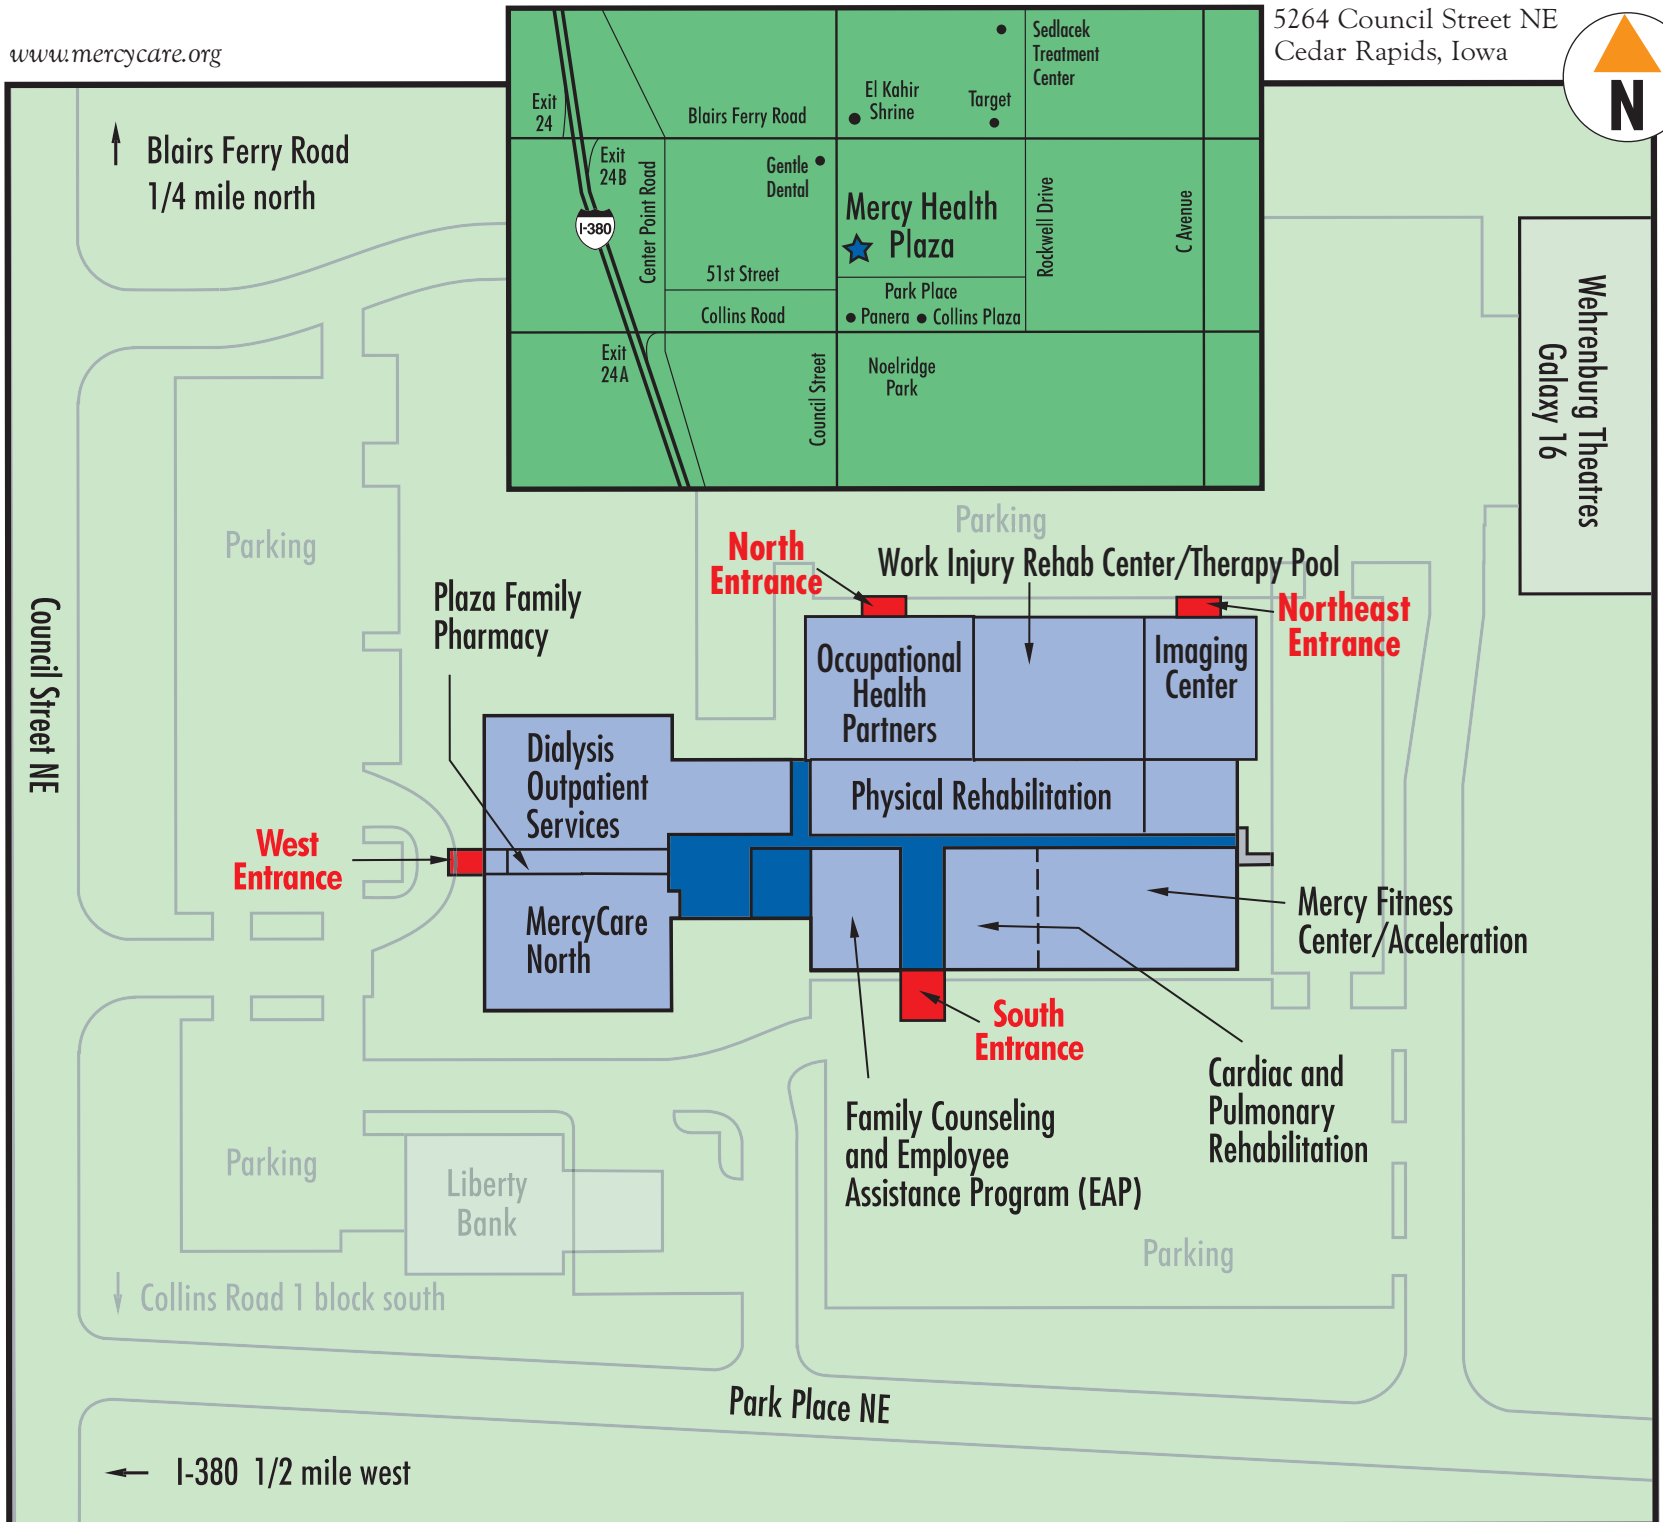 www.mercycare.org
5264 Council Street NE
Cedar Rapids, Iowa
N
Blairs Ferry Road
1/4 mile north
Exit
24
Exit
24B
I-380
Center Point Road
Blairs Ferry Road
El Kahir
Shrine
Target
Sedlacek
Treatment
Center
Gentle
Dental
Mercy Health
Plaza
Rockwell Drive
C Avenue
51st Street
Collins Road
Park Place
Panera
Collins Plaza
Exit
24A
Council Street
Noelridge
Park
Wehrenburg Theatres
Galaxy 16
Parking
Parking
North
Entrance
Work Injury Rehab Center/Therapy Pool
Northeast
Entrance
Plaza Family
Pharmacy
Council Street NE
Occupational
Health
Partners
Imaging
Center
Dialysis
Outpatient
Services
Physical Rehabilitation
West
Entrance
MercyCare
North
Mercy Fitness
Center/Acceleration
South
Entrance
Cardiac and
Pulmonary
Rehabilitation
Family Counseling
and Employee
Assistance Program (EAP)
Parking
Liberty
Bank
Parking
Collins Road 1 block south
Park Place NE
I-380 1/2 mile west